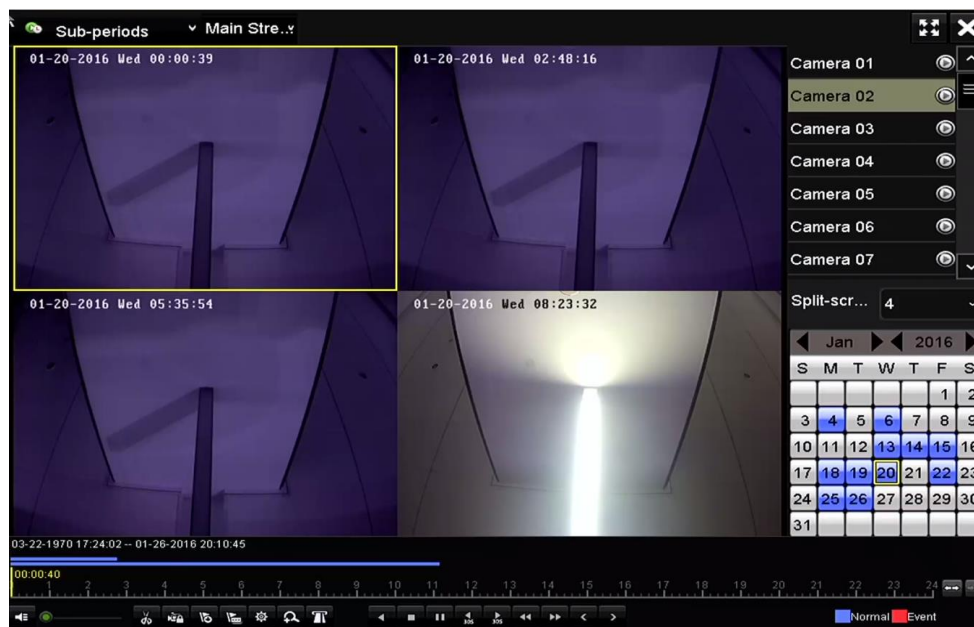 Sub-periods Main Stre..
01-20-2016 Wed 00:00:39
01-20-2016 Wed 02:48:16
01-20-2016 Wed 05:35:54
01-20-2016 Wed 08:23:32
Camera 01
Camera 02
Camera 03
Camera 04
Camera 05
Camera 06
Camera 07
Split-scr... 4
Jan 2016
S M T W T F S
1 2
3 4 5 6 7 8 9
10 11 12 13 14 15 16
17 18 19 20 21 22 23
24 25 26 27 28 29 30
31
03-22-1970 17:24:02 -- 01-26-2016 20:10:45
00:00:40
1 2 3 4 5 6 7 8 9 10 11 12 13 14 15 16 17 18 19 20 21 22 23 24
30S 30S
Normal Event